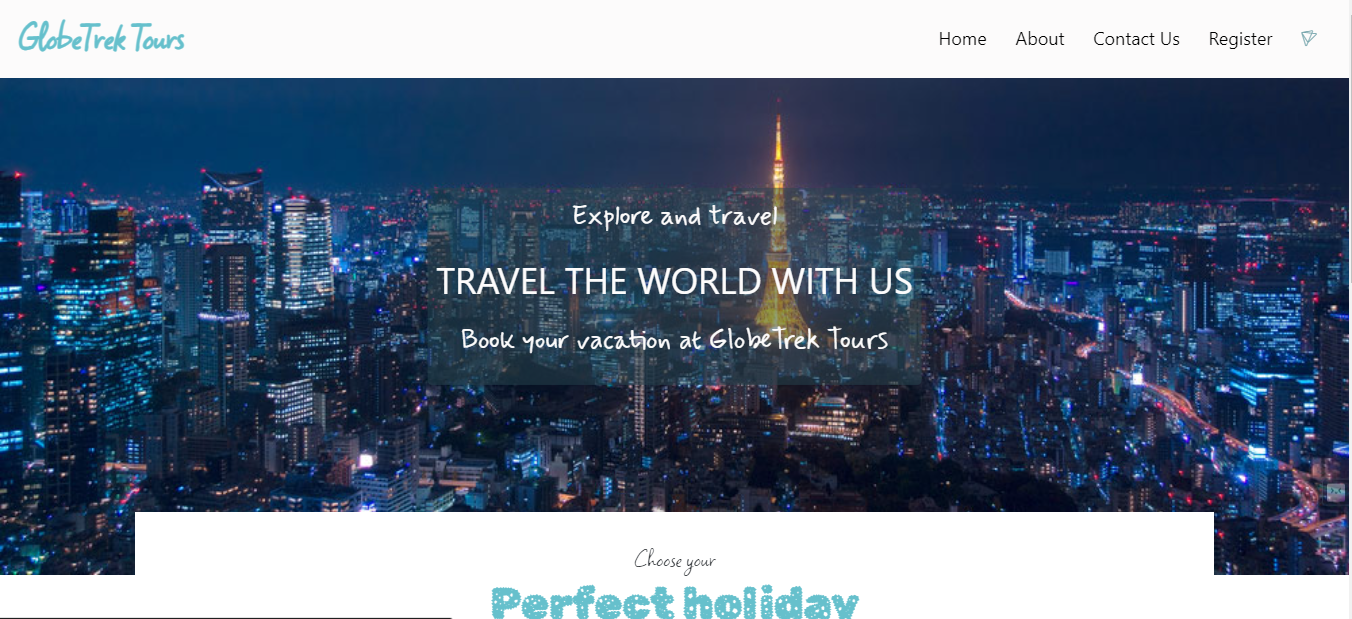 GlobeTrek Tours
Home About Contact Us Register
Explore and travel
TRAVEL THE WORLD WITH US
Book your vacation at GlobeTrek Tours
Choose your
Perfect holiday